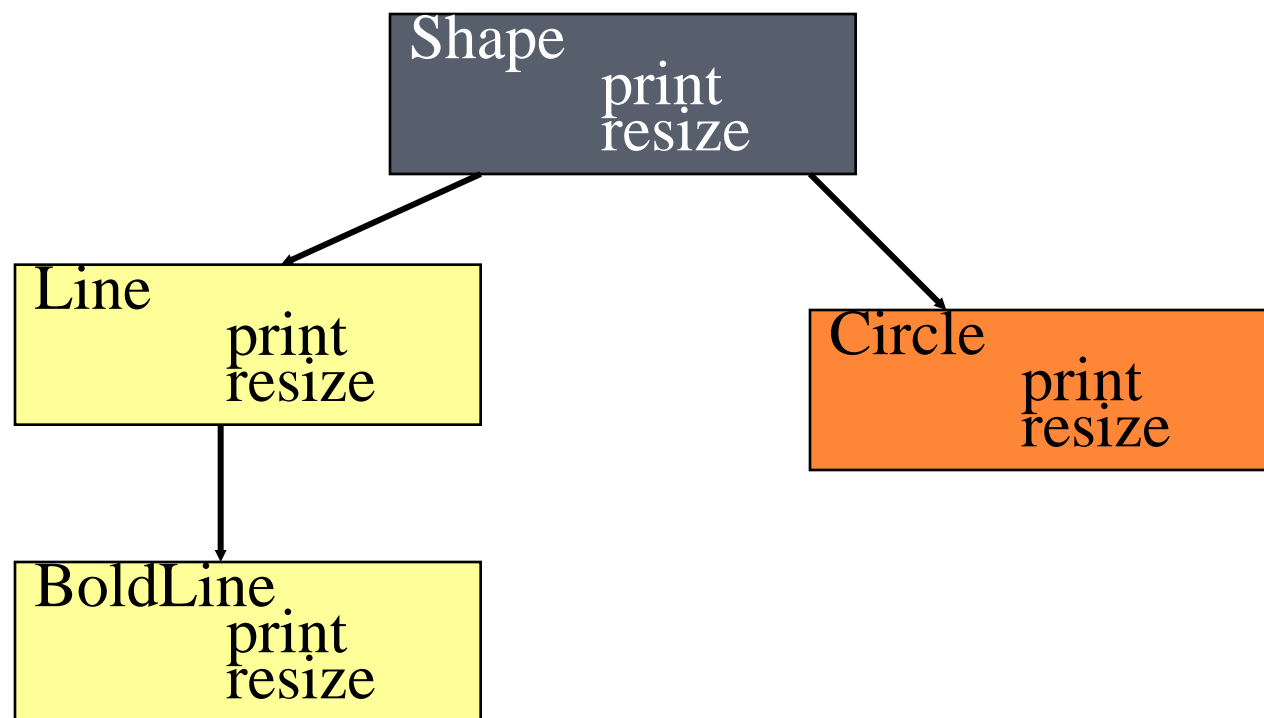 Shape
print
resize
Line
print
resize
Circle
print
resize
BoldLine
print
resize